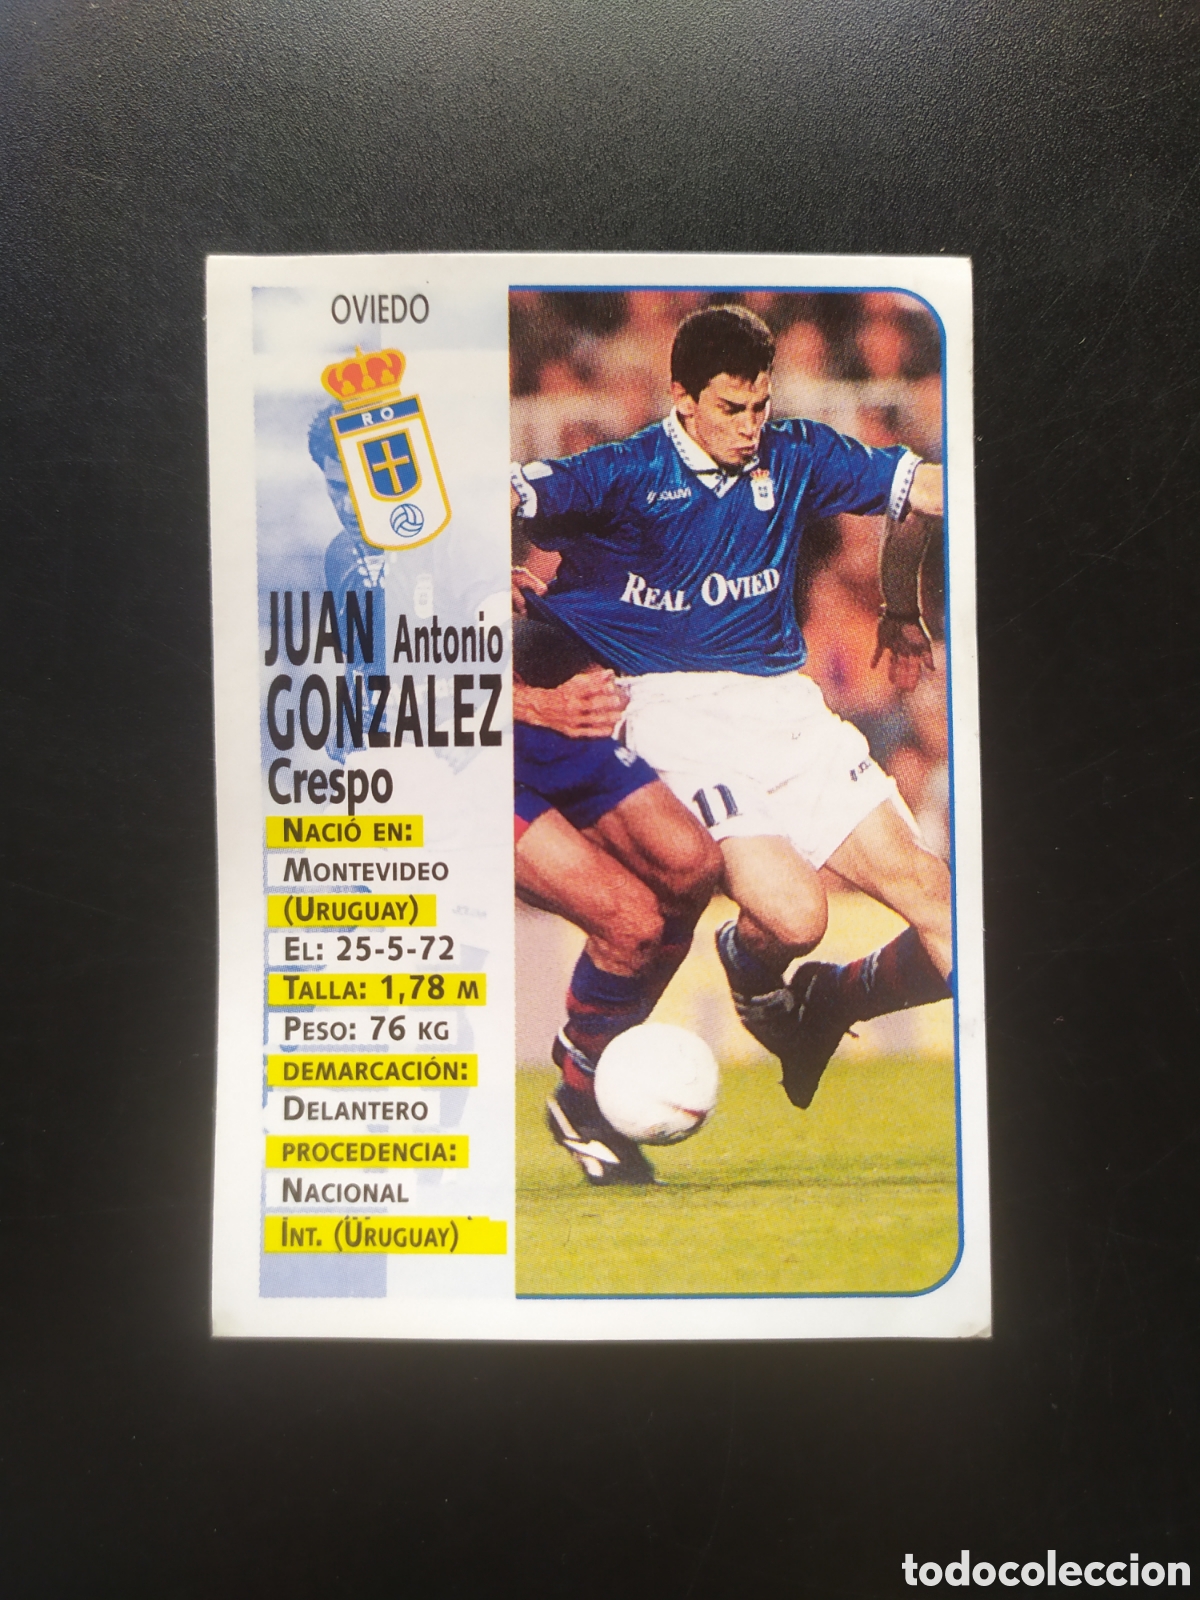 OVIEDO
RO
JUAN Antonio
GONZALEZ
Crespo
NACIÓ EN:
MONTEVIDEO
(URUGUAY)
EL: 25-5-72
TALLA: 1,78 M
PESO: 76 KG
DEMARCACIÓN:
DELANTERO
PROCEDENCIA:
NACIONAL
INT. (URUGUAY)
REAL OVIED
11
todocoleccion